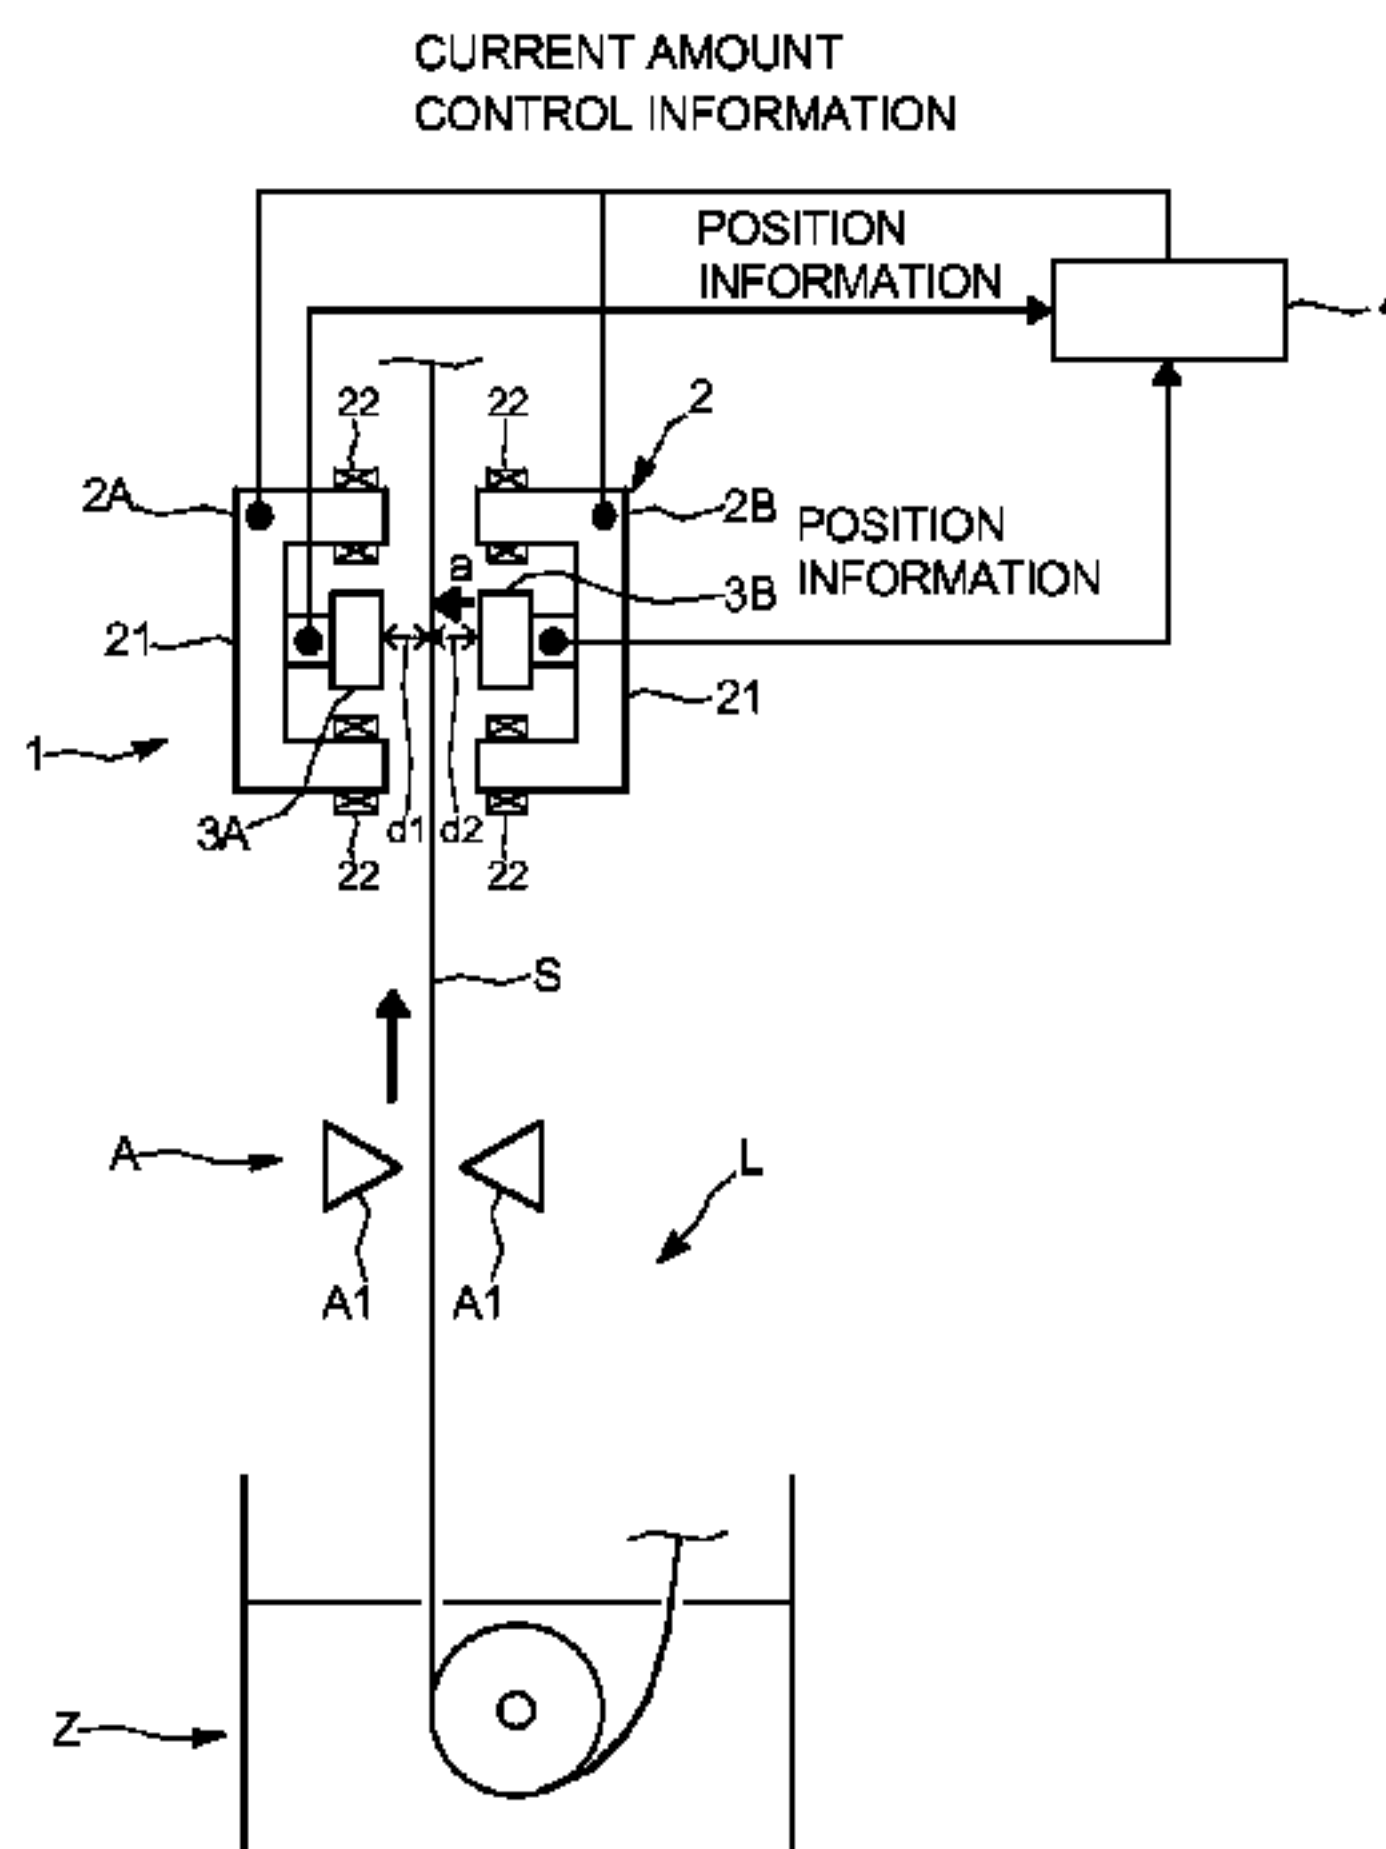 CURRENT AMOUNT
CONTROL INFORMATION
POSITION
INFORMATION
22
22
2
2A
2B
POSITION
INFORMATION
a
3B
21
21
1
3A
d1
d2
22
22
S
A
L
A1
A1
Z